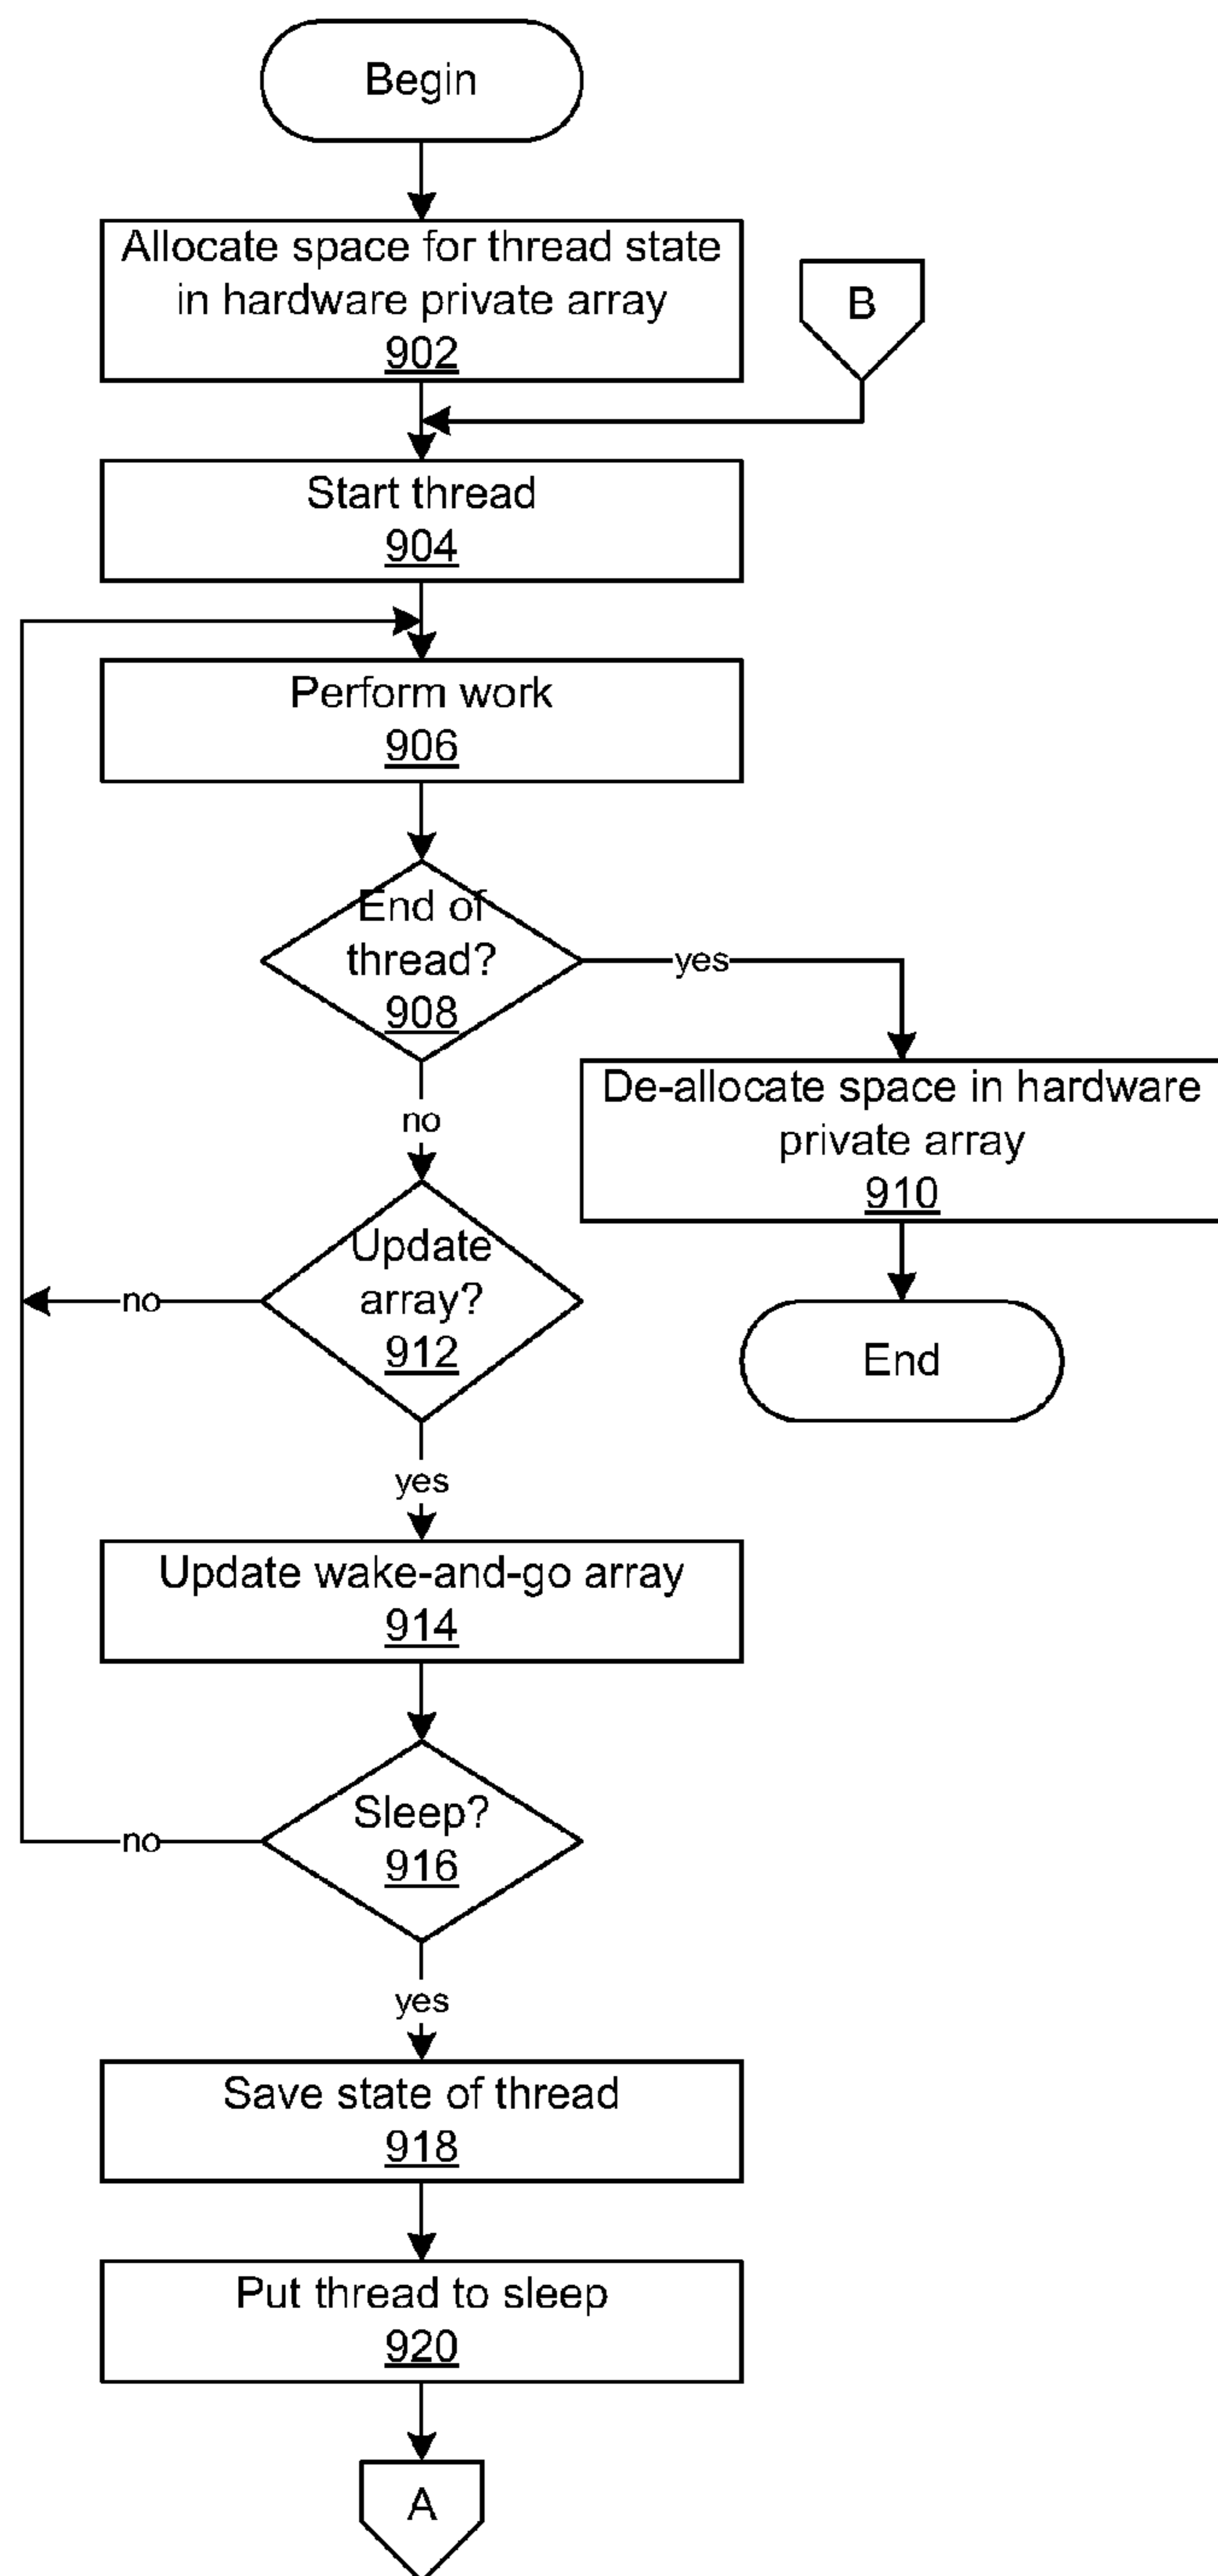 Begin
Allocate space for thread state
in hardware private array
902
B
Start thread
904
Perform work
906
End of
thread?
908
yes
no
De-allocate space in hardware
private array
910
Update
array?
912
no
End
yes
Update wake-and-go array
914
Sleep?
916
no
yes
Save state of thread
918
Put thread to sleep
920
A